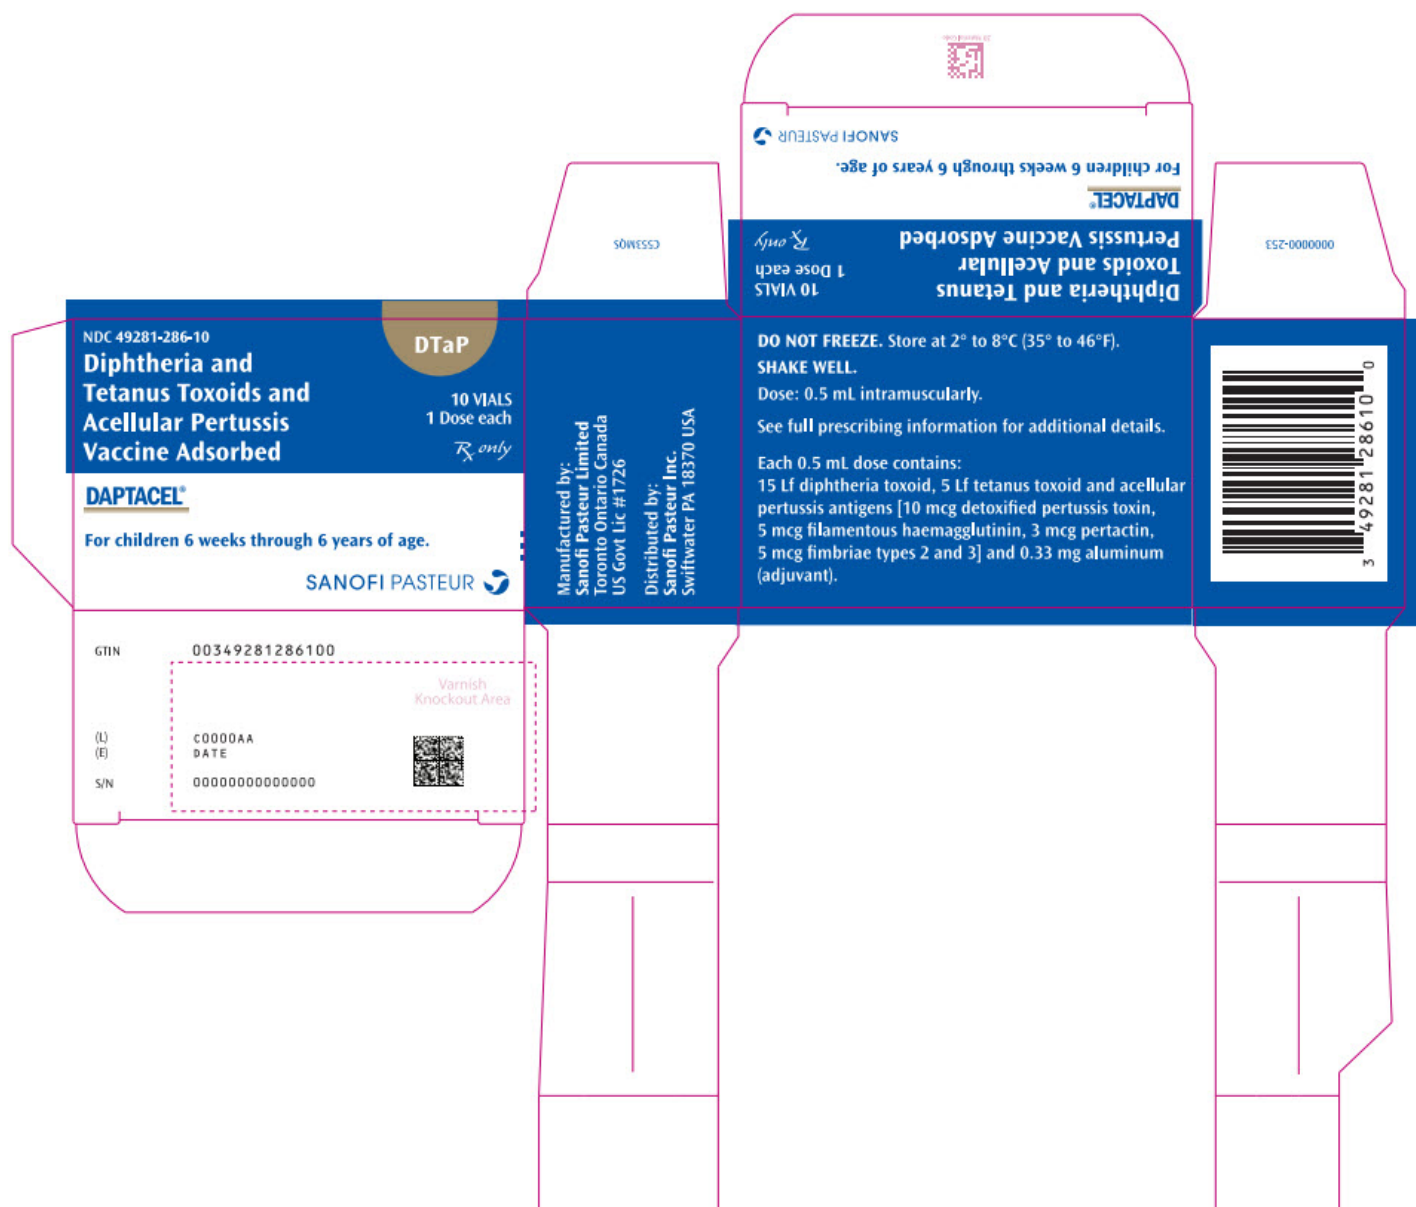 2D Material Code
SANOFI PASTEUR
For children 6 weeks through 6 years of age.
DAPTACEL®
Diphtheria and Tetanus
Toxoids and Acellular
Pertussis Vaccine Adsorbed
10 VIALS
1 Dose each
Rx only
C553MQS
000000-253
NDC 49281-286-10
Diphtheria and
Tetanus Toxoids and
Acellular Pertussis
Vaccine Adsorbed
DTaP
10 VIALS
1 Dose each
Rx only
DAPTACEL®
For children 6 weeks through 6 years of age.
SANOFI PASTEUR
Manufactured by:
Sanofi Pasteur Limited
Toronto Ontario Canada
US Govt Lic #1726
Distributed by:
Sanofi Pasteur Inc.
Swiftwater PA 18370 USA
DO NOT FREEZE. Store at 2° to 8°C (35° to 46°F).
SHAKE WELL.
Dose: 0.5 mL intramuscularly.
See full prescribing information for additional details.
Each 0.5 mL dose contains:
15 Lf diphtheria toxoid, 5 Lf tetanus toxoid and acellular
pertussis antigens [10 mcg detoxified pertussis toxin,
5 mcg filamentous haemagglutinin, 3 mcg pertactin,
5 mcg fimbriae types 2 and 3] and 0.33 mg aluminum
(adjuvant).
3 49281 28610 0
GTIN 00349281286100
Varnish
Knockout Area
(L) C0000AA
(E) DATE
S/N 00000000000000